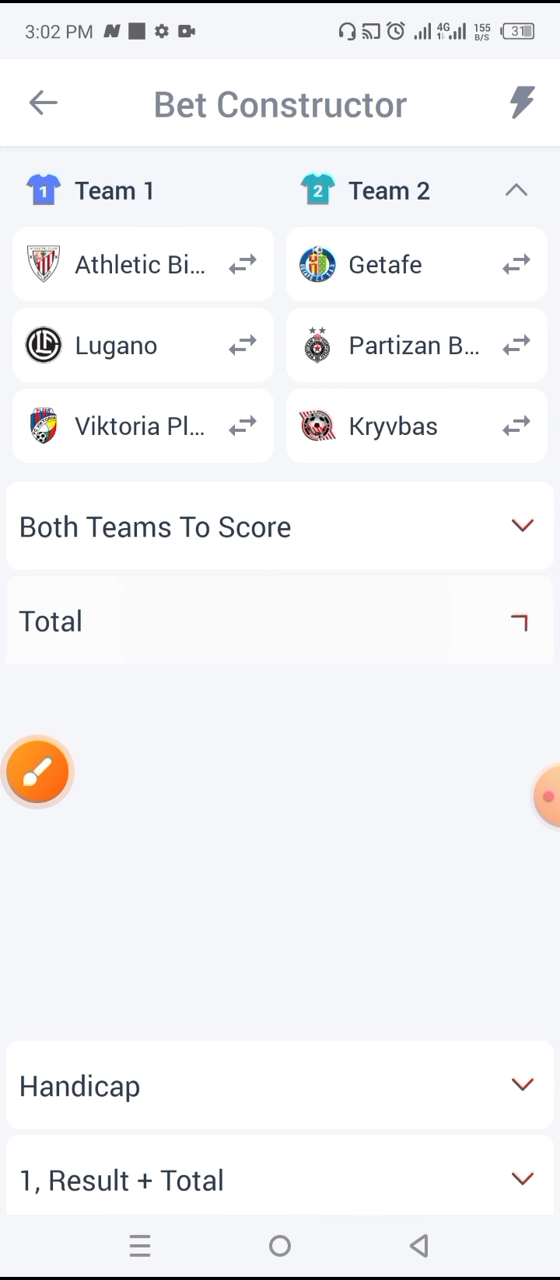 3:02 PM 4G 155 B/S 31
Bet Constructor
1 Team 1 2 Team 2
Athletic Bi... Getafe
Lugano Partizan B...
Viktoria Pl... Kryvbas
Both Teams To Score
Total
Handicap
1, Result + Total